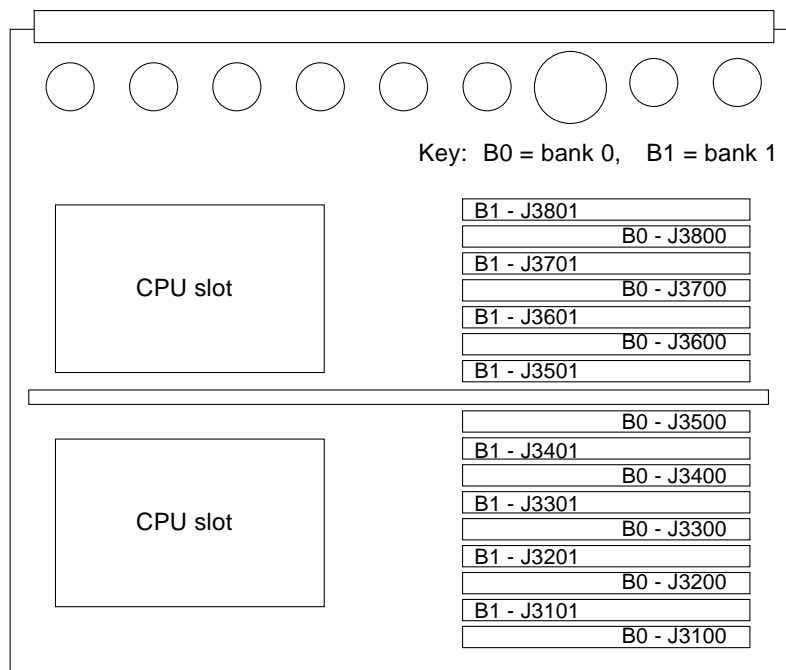 Key: B0 = bank 0, B1 = bank 1
B1 - J3801
B0 - J3800
B1 - J3701
CPU slot
B0 - J3700
B1 - J3601
B0 - J3600
B1 - J3501
B0 - J3500
B1 - J3401
B0 - J3400
B1 - J3301
CPU slot
B0 - J3300
B1 - J3201
B0 - J3200
B1 - J3101
B0 - J3100